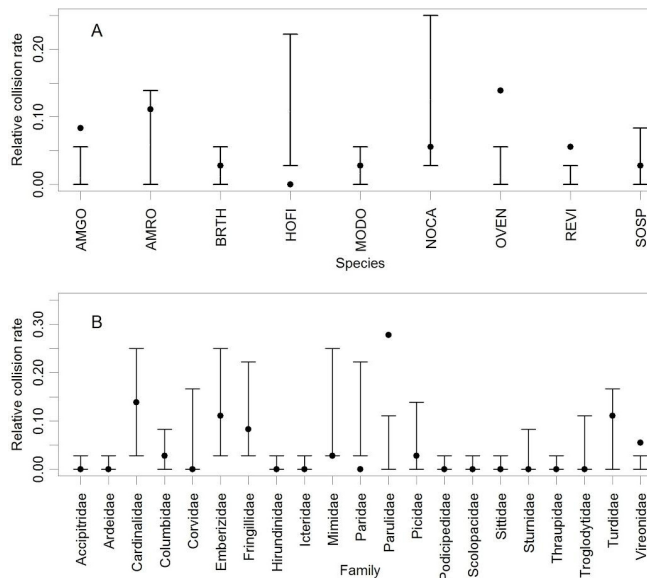 A
Relative collision rate
0.20
0.10
0.00
AMGO
AMRO
BRTH
HOFI
MODO
NOCA
OVEN
REVI
SOSP
Species
B
Relative collision rate
0.30
0.20
0.10
0.00
Accipitridae
Ardeidae
Cardinalidae
Columbidae
Corvidae
Emberizidae
Fringillidae
Hirundinidae
Icteridae
Mimidae
Paridae
Parulidae
Picidae
Podicipedidae
Scolopacidae
Sittidae
Sturnidae
Thraupidae
Troglodytidae
Turdidae
Vireonidae
Family